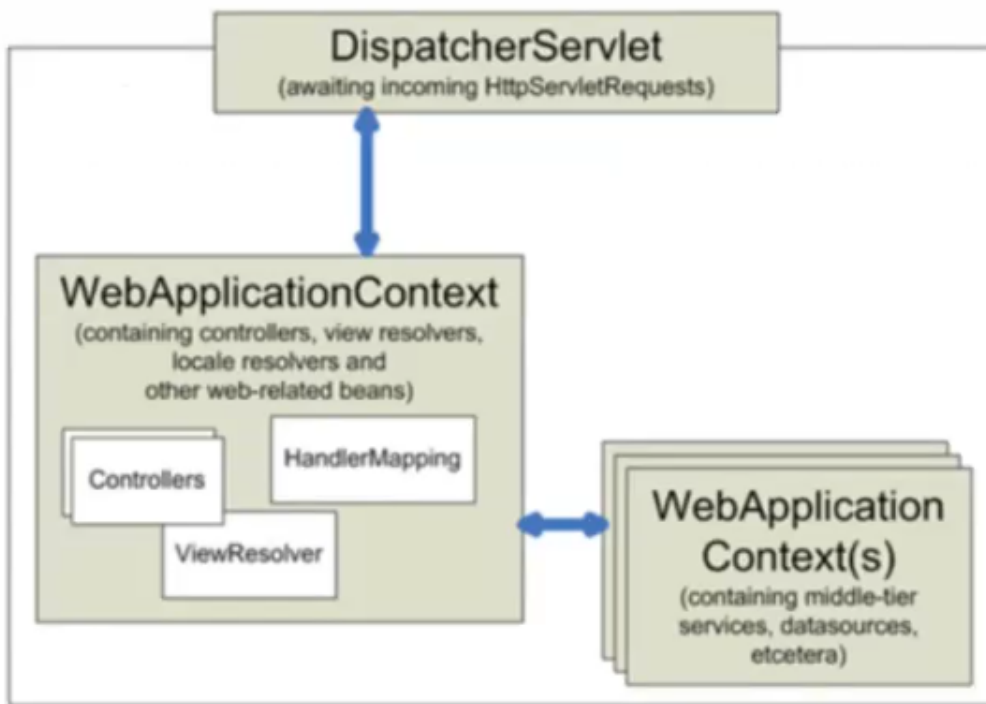 DispatcherServlet
(awaiting incoming HttpServletRequests)
WebApplicationContext
(containing controllers, view resolvers,
locale resolvers and
other web-related beans)
Controllers
HandlerMapping
ViewResolver
WebApplication
Context(s)
(containing middle-tier
services, datasources,
etcetera)